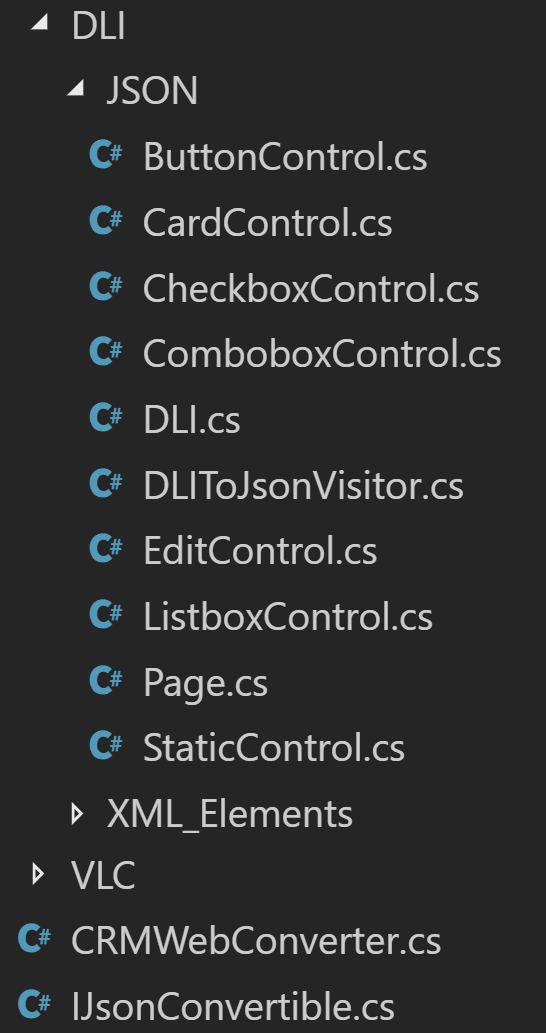 DLI
JSON
C# ButtonControl.cs
C# CardControl.cs
C# CheckboxControl.cs
C# ComboboxControl.cs
C# DLI.cs
C# DLIToJsonVisitor.cs
C# EditControl.cs
C# ListboxControl.cs
C# Page.cs
C# StaticControl.cs
XML_Elements
VLC
C# CRMWebConverter.cs
C# IJsonConvertible.cs